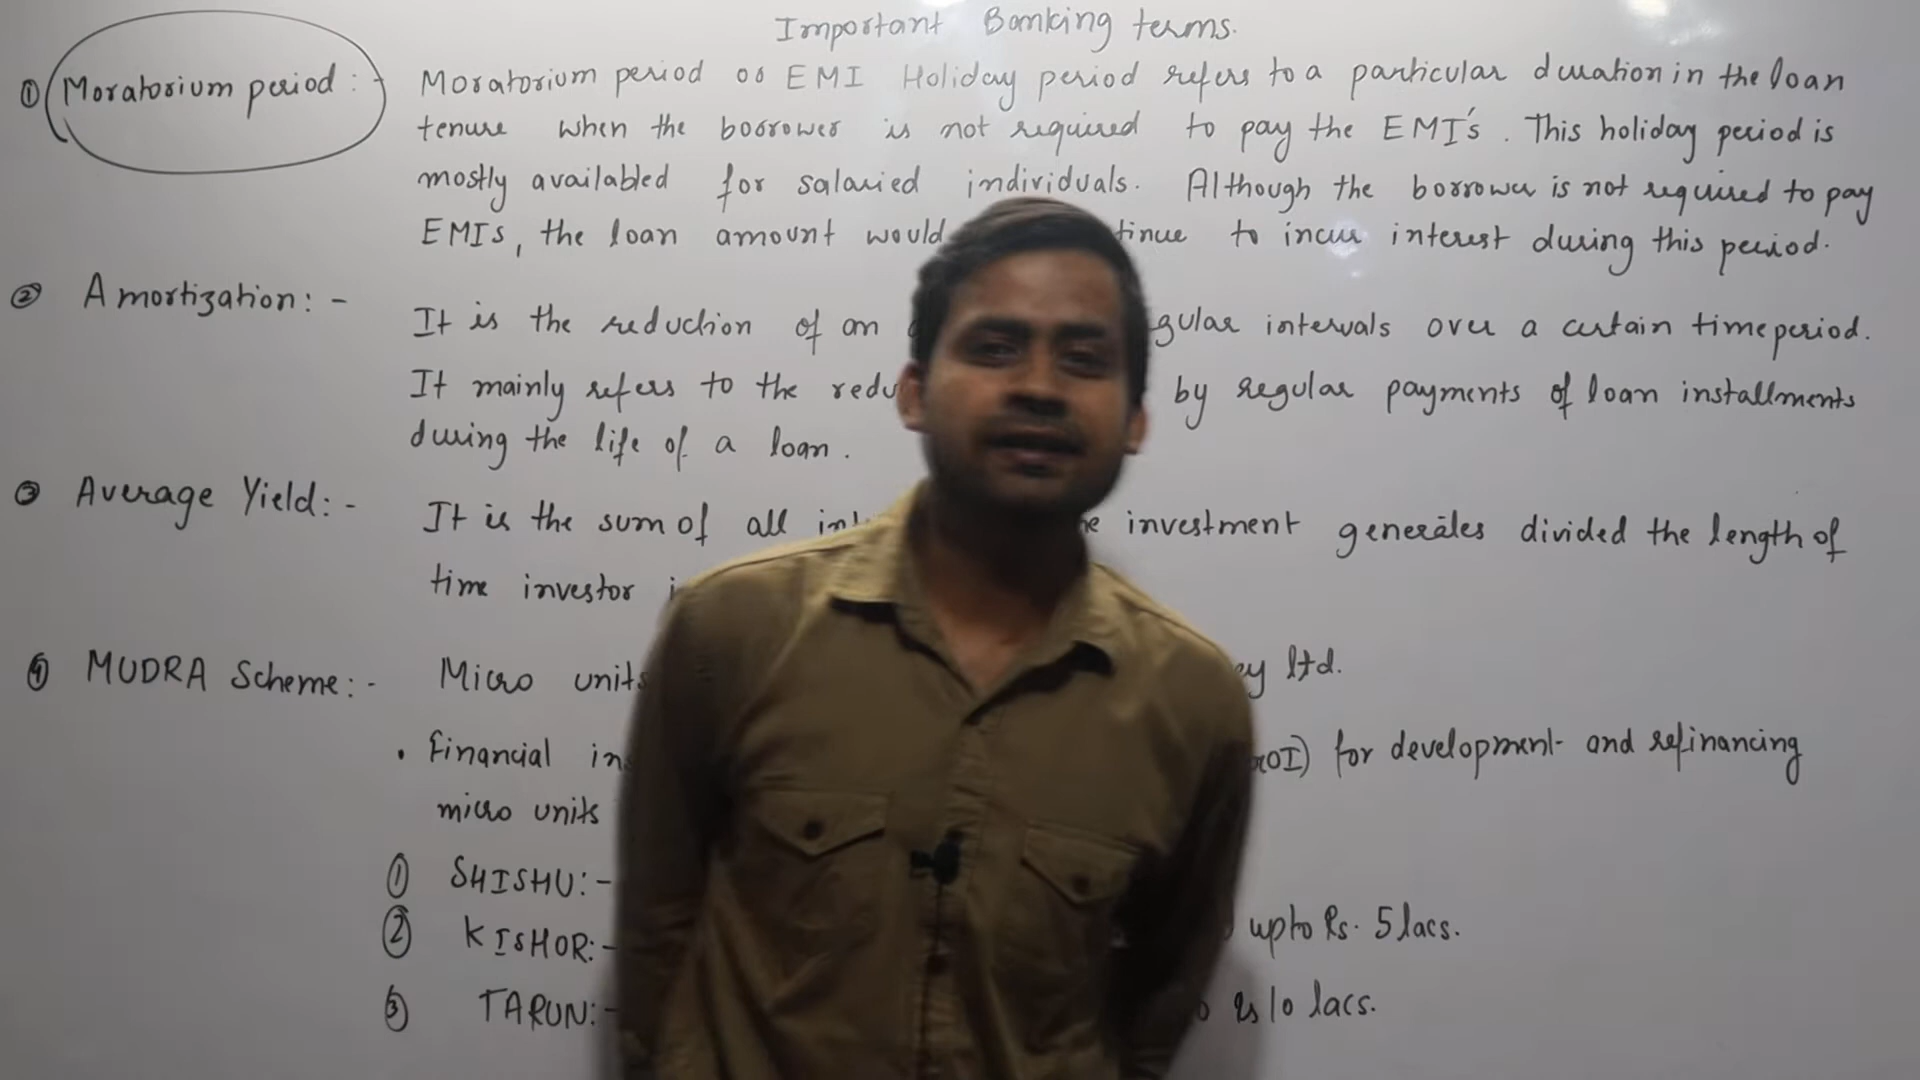 Important Banking terms.
① Moratorium period :- Moratorium period or EMI Holiday period refers to a particular duration in the loan
tenure when the borrower is not required to pay the EMI's. This holiday period is
mostly availabled for salaried individuals. Although the borrower is not required to pay
EMIs, the loan amount would tinue to incur interest during this period.
② Amortization: - It is the reduction of an gular intervals over a certain time period.
It mainly refers to the redu by regular payments of loan installments
during the life of a loan.
③ Average Yield: - It is the sum of all int investment generates divided the length of
time investor
④ MUDRA Scheme: - Micro units ey ltd.
• Financial ins (GOI) for development and refinancing
micro units
① SHISHU: -
② KISHOR: - upto Rs. 5 lacs.
③ TARUN: - Rs 10 lacs.